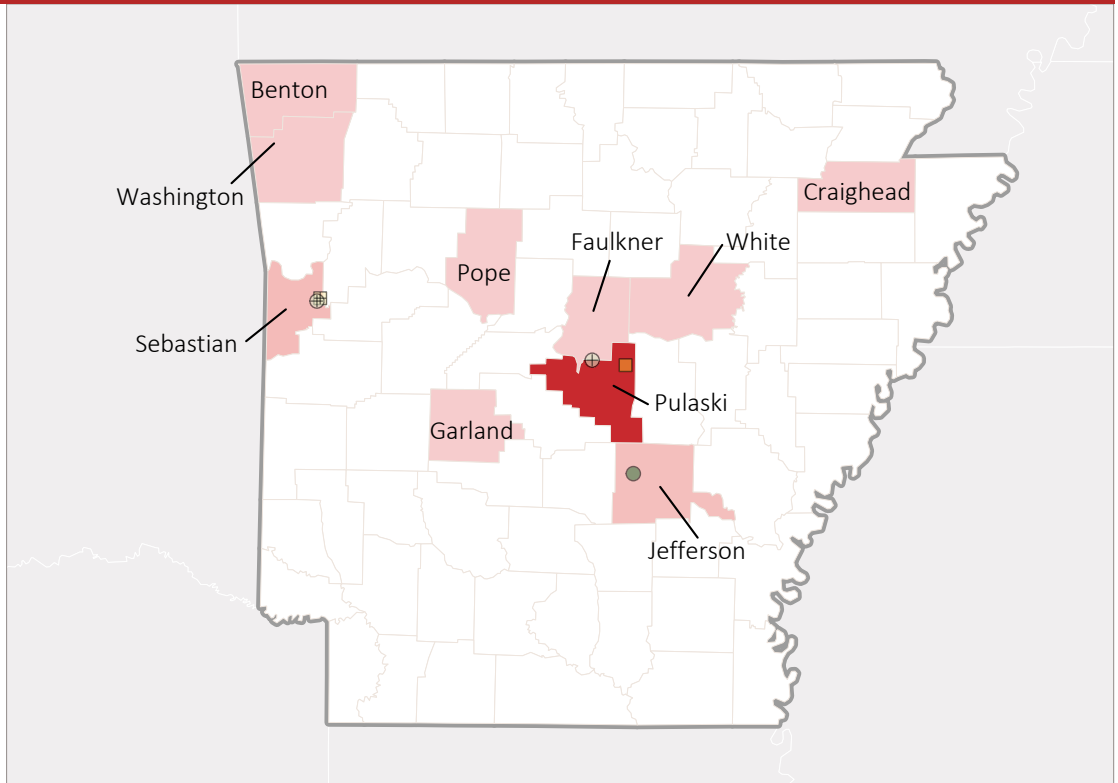 Benton
Washington
Craighead
Faulkner
White
Pope
Sebastian
Pulaski
Garland
Jefferson